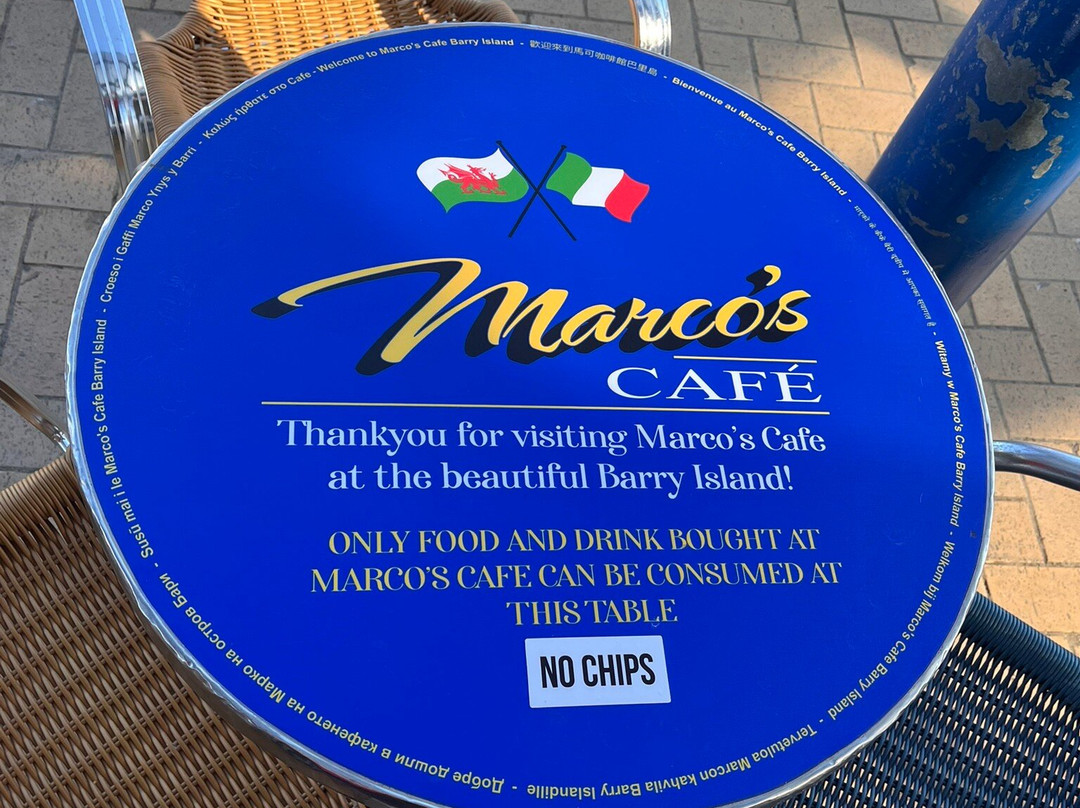 Marco's
CAFÉ
Thankyou for visiting Marco's Cafe
at the beautiful Barry Island!
ONLY FOOD AND DRINK BOUGHT AT
MARCO'S CAFE CAN BE CONSUMED AT
THIS TABLE
NO CHIPS
Καλώς ήρθατε στο Cafe - Welcome to Marco's Cafe Barry Island - 歡迎來到馬可咖啡館巴里島 - Bienvenue au Marco's Cafe Barry Island -
- Witamy w Marco's Cafe Barry Island - Welkom bij Marco's Cafe Barry Island - Tervetuloa Marcon kahvila Barry Islandille - Добре дошли в кафенето на Марко на остров Бари - Susū mai i le Marco's Cafe Barry Island - Croeso i Gaffi Marco Ynys y Barri -